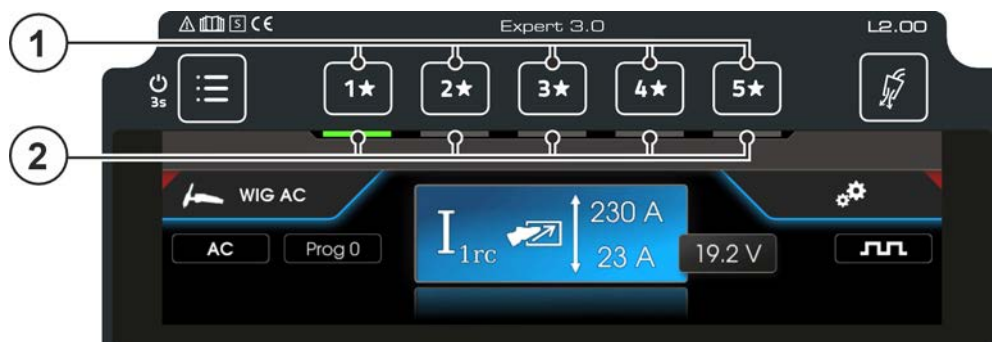 S CE Expert 3.0 L2.00
1
3s 1★ 2★ 3★ 4★ 5★
2
WIG AC
230 A
AC Prog 0 I1rc 19.2 V
23 A